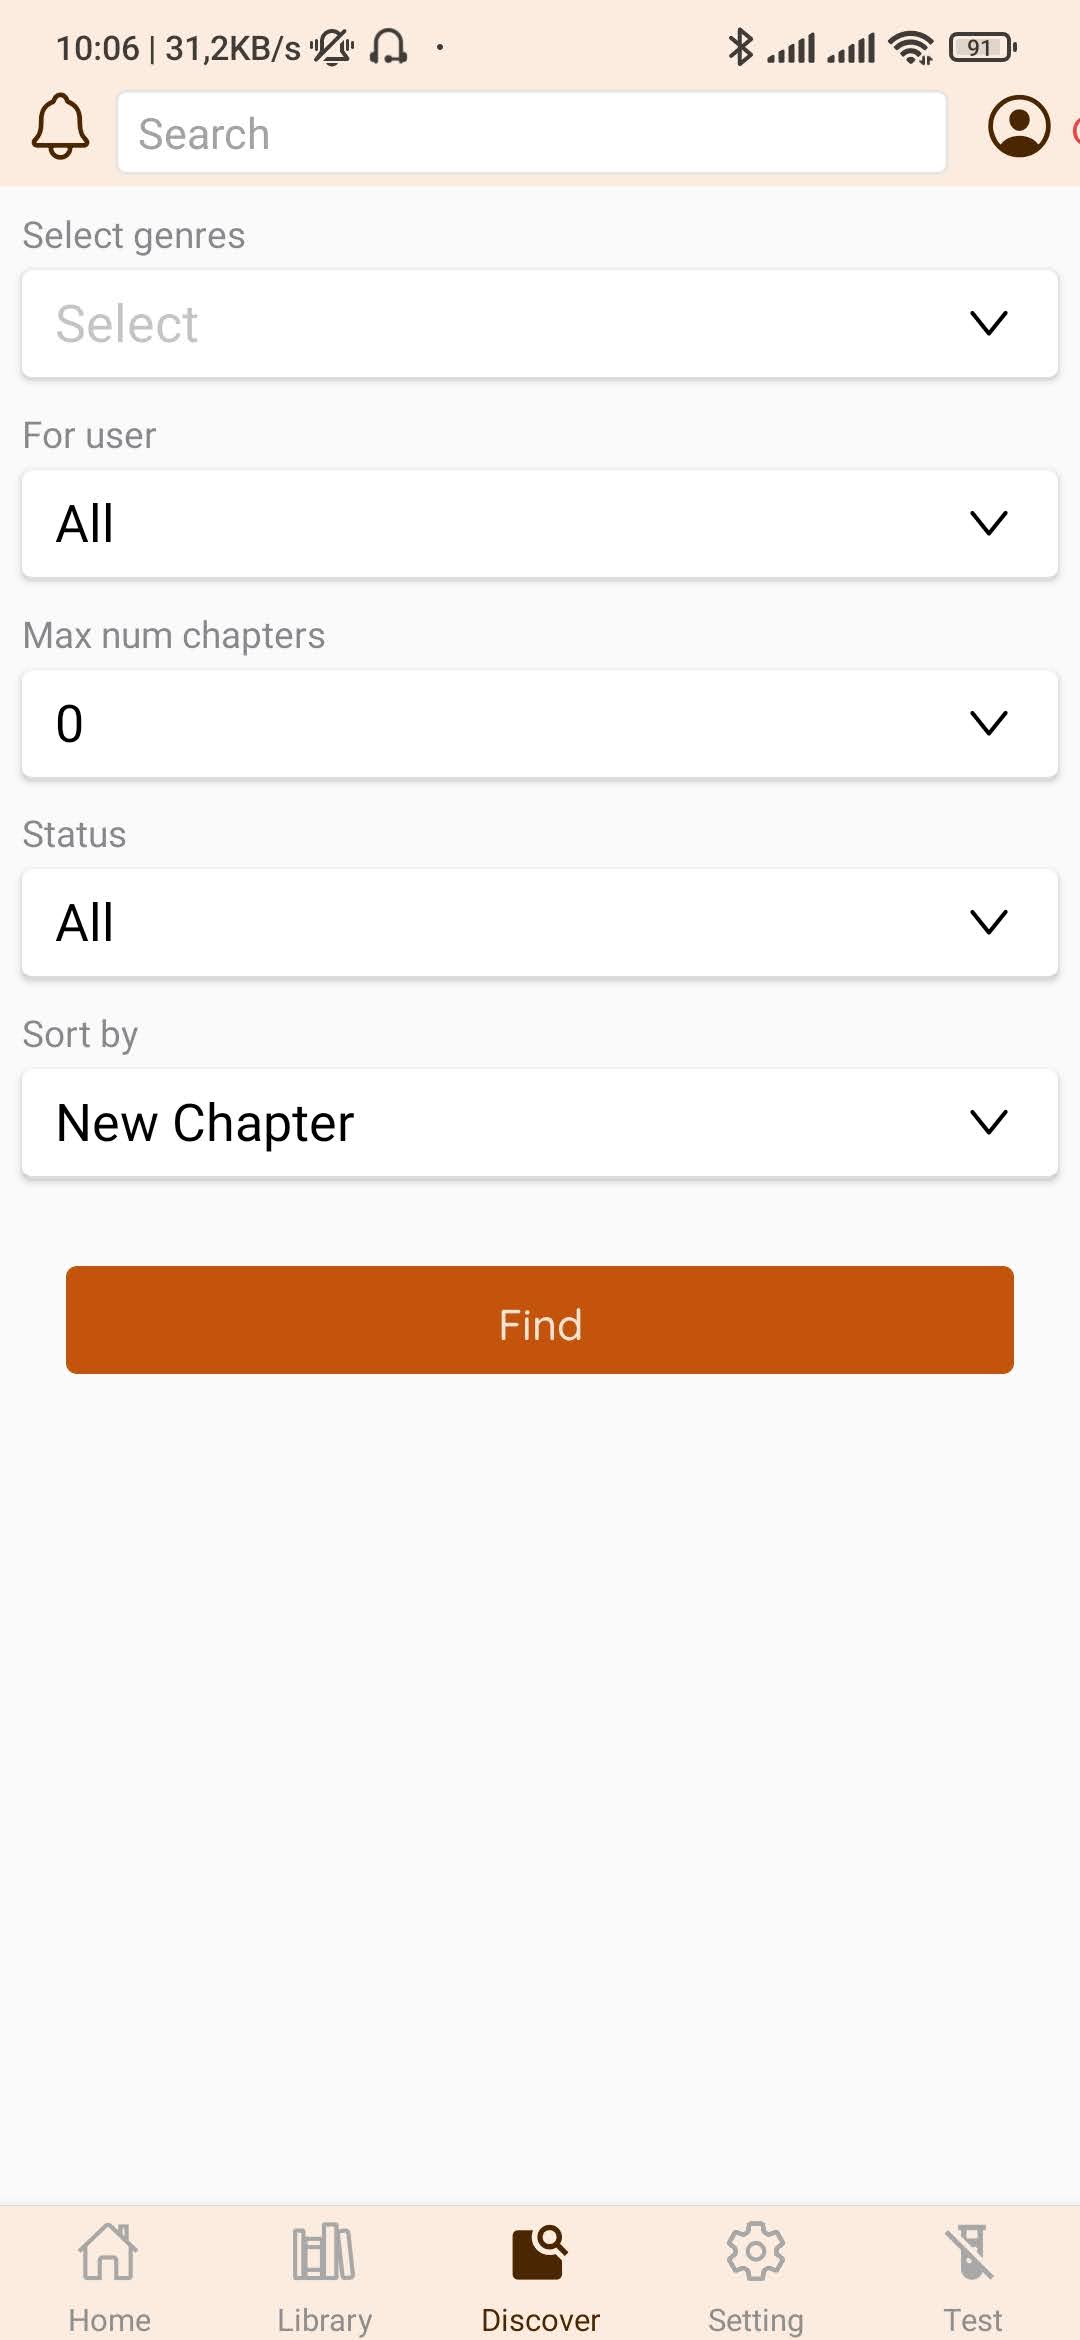 10:06 | 31,2KB/s
91
Search
Select genres
Select
For user
All
Max num chapters
0
Status
All
Sort by
New Chapter
Find
Home Library Discover Setting Test